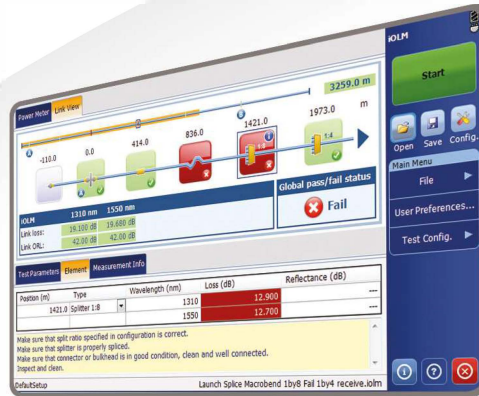 iOLM
Power Meter
Link View
3259.0 m
-110.0
0.0
414.0
836.0
1421.0
1973.0
m
A
B
A
1:8
1:4
iOLM
1310 nm
1550 nm
Link loss:
19.100 dB
19.680 dB
Link ORL:
42.00 dB
42.00 dB
Global pass/fail status
Fail
Test Parameters
Element
Measurement Info
Position (m)
Type
Wavelength (nm)
Loss (dB)
Reflectance (dB)
1421.0
Splitter 1:8
1310
12.900
---
1550
12.700
---
Make sure that split ratio specified in configuration is correct.
Make sure that splitter is properly spliced.
Make sure that connector or bulkhead is in good condition, clean and well connected.
Inspect and clean.
DefaultSetup
Launch Splice Macrobend 1by8 Fail 1by4 receive.iolm
Start
Open
Save
Config.
Main Menu
File
User Preferences...
Test Config.
i
?